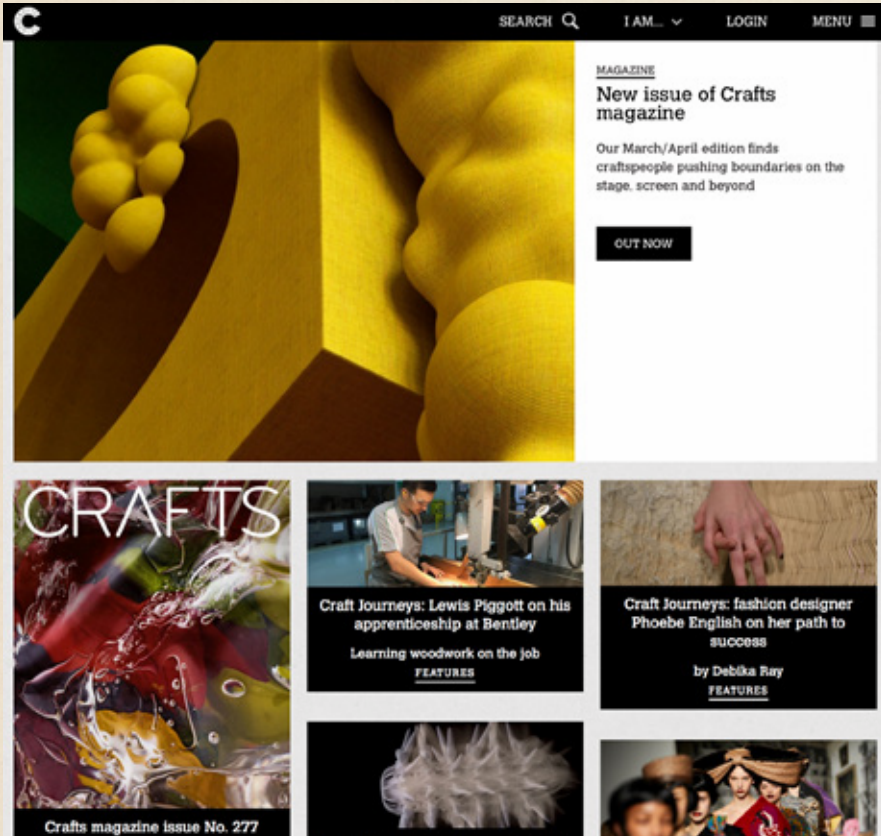 C
SEARCH
I AM...
LOGIN
MENU
MAGAZINE
New issue of Crafts
magazine
Our March/April edition finds
craftspeople pushing boundaries on the
stage, screen and beyond
OUT NOW
CRAFTS
Crafts magazine issue No. 277
Craft Journeys: Lewis Piggott on his
apprenticeship at Bentley
Learning woodwork on the job
FEATURES
Craft Journeys: fashion designer
Phoebe English on her path to
success
by Debika Ray
FEATURES